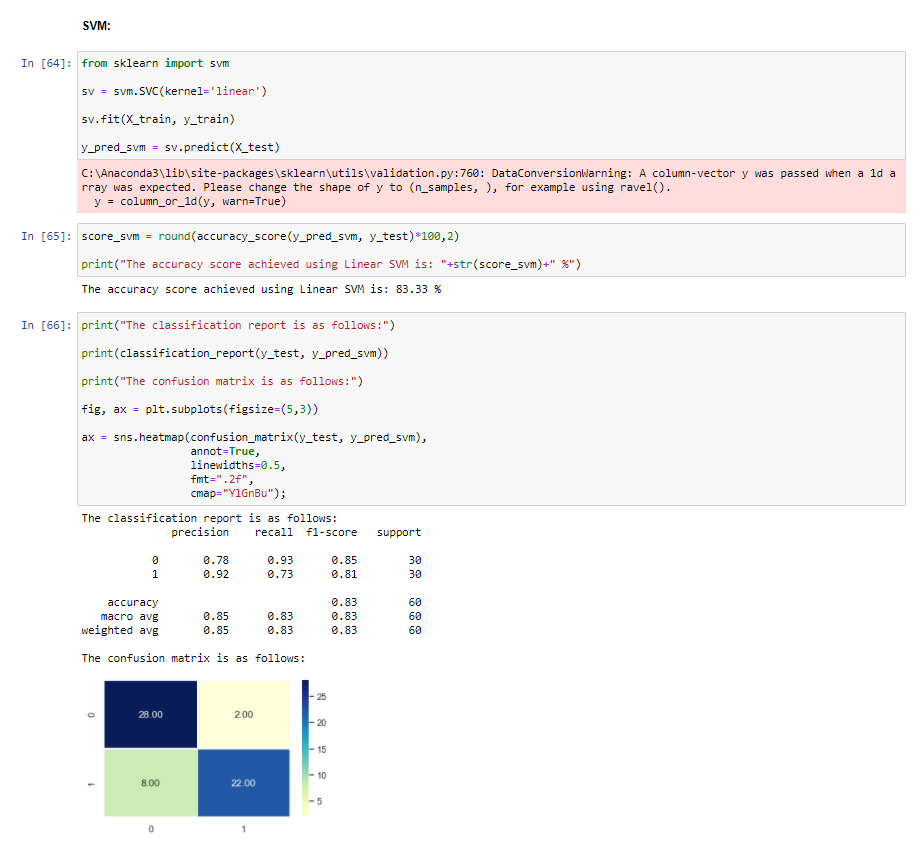 SVM:
In [64]: from sklearn import svm
sv = svm.SVC(kernel='linear')
sv.fit(X_train, y_train)
y_pred_svm = sv.predict(X_test)
C:\Anaconda3\lib\site-packages\sklearn\utils\validation.py:760: DataConversionWarning: A column-vector y was passed when a 1d a
rray was expected. Please change the shape of y to (n_samples, ), for example using ravel().
  y = column_or_1d(y, warn=True)
In [65]: score_svm = round(accuracy_score(y_pred_svm, y_test)*100,2)
print("The accuracy score achieved using Linear SVM is: "+str(score_svm)+" %")
The accuracy score achieved using Linear SVM is: 83.33 %
In [66]: print("The classification report is as follows:")
print(classification_report(y_test, y_pred_svm))
print("The confusion matrix is as follows:")
fig, ax = plt.subplots(figsize=(5,3))
ax = sns.heatmap(confusion_matrix(y_test, y_pred_svm),
                 annot=True,
                 linewidths=0.5,
                 fmt=".2f",
                 cmap="YlGnBu");
The classification report is as follows:
              precision    recall  f1-score   support
           0       0.78      0.93      0.85        30
           1       0.92      0.73      0.81        30
    accuracy                           0.83        60
   macro avg       0.85      0.83      0.83        60
weighted avg       0.85      0.83      0.83        60
The confusion matrix is as follows:
0 28.00 2.00
1 8.00 22.00
0 1
25
20
15
10
5